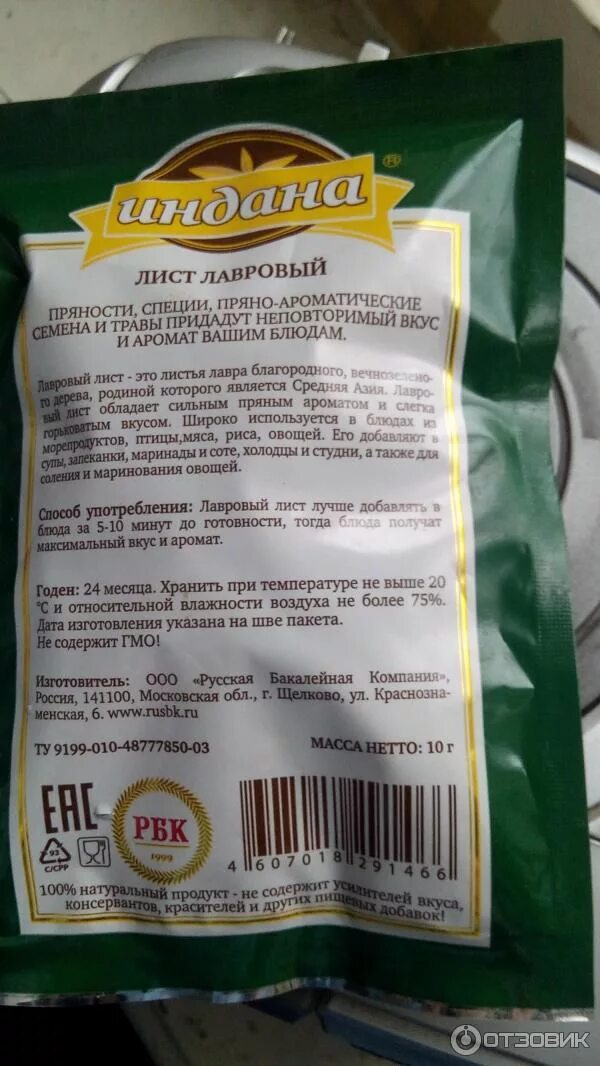 индана ®
ЛИСТ ЛАВРОВЫЙ
ПРЯНОСТИ, СПЕЦИИ, ПРЯНО-АРОМАТИЧЕСКИЕ
СЕМЕНА И ТРАВЫ ПРИДАДУТ НЕПОВТОРИМЫЙ ВКУС
И АРОМАТ ВАШИМ БЛЮДАМ.
Лавровый лист - это листья лавра благородного, вечнозелено-
го дерева, родиной которого является Средняя Азия. Лавро-
вый лист обладает сильным пряным ароматом и слегка
горьковатым вкусом. Широко используется в блюдах из
морепродуктов, птицы,мяса, риса, овощей. Его добавляют в
супы, запеканки, маринады и соте, холодцы и студни, а также для
соления и маринования овощей.
Способ употребления: Лавровый лист лучше добавлять в
блюда за 5-10 минут до готовности, тогда блюда получат
максимальный вкус и аромат.
Годен: 24 месяца. Хранить при температуре не выше 20
°С и относительной влажности воздуха не более 75%.
Дата изготовления указана на шве пакета.
Не содержит ГМО!
Изготовитель: ООО «Русская Бакалейная Компания»,
Россия, 141100, Московская обл., г. Щелково, ул. Краснозна-
менская, 6. www.rusbk.ru
ТУ 9199-010-48777850-03 МАССА НЕТТО: 10 г
EAC
РБК
1999
93
C/CPP
4 607018 291466
100% натуральный продукт - не содержит усилителей вкуса,
консервантов, красителей и других пищевых добавок!
ОТЗОВИК